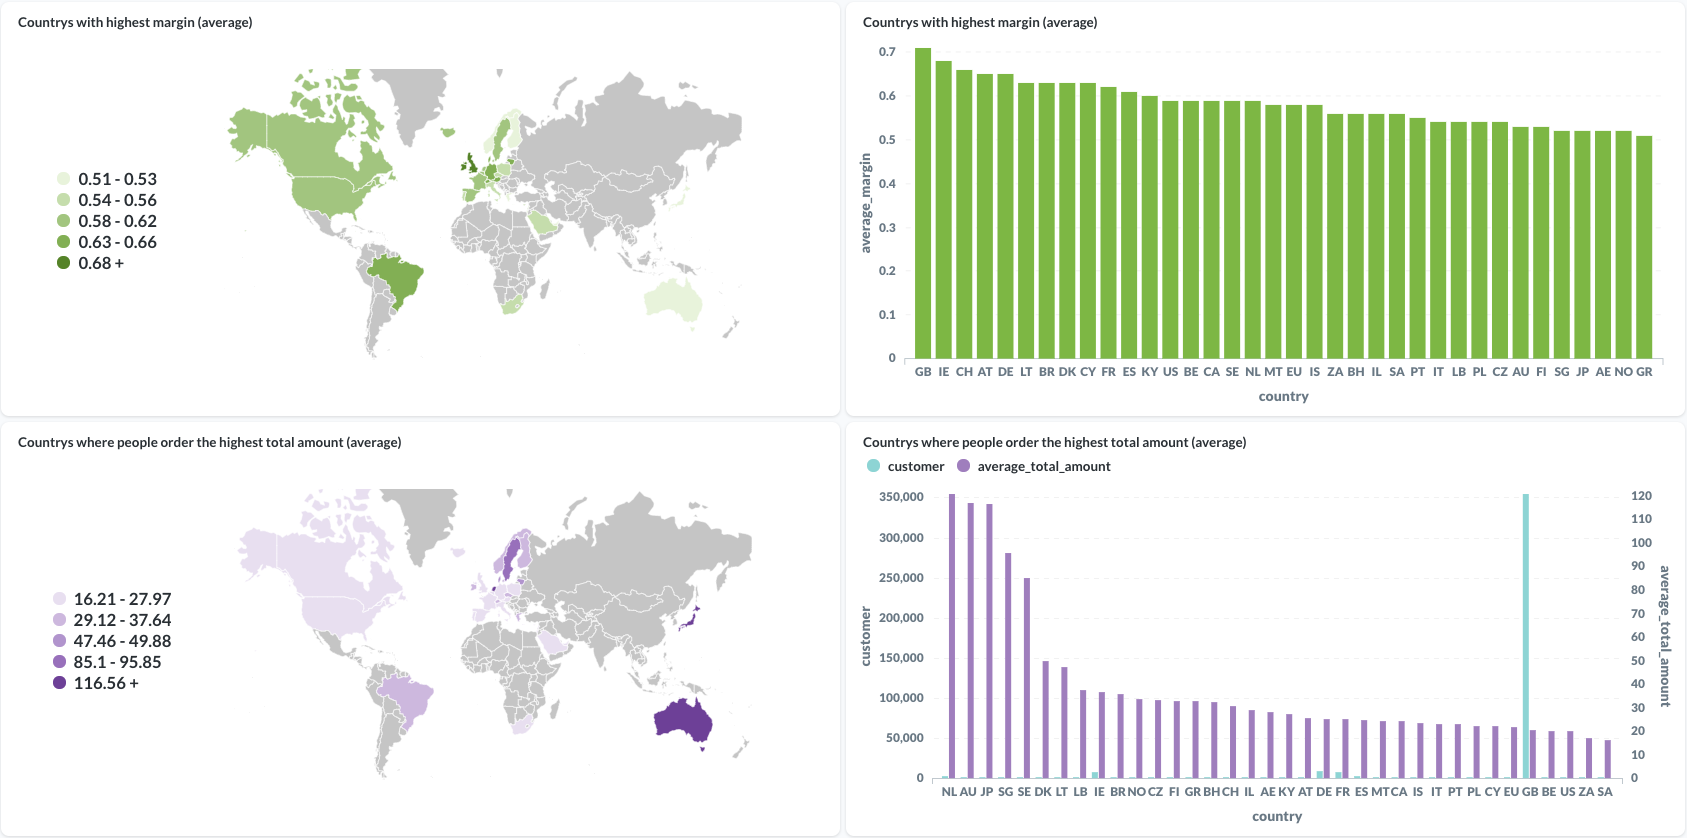 Countrys with highest margin (average)
0.51 - 0.53
0.54 - 0.56
0.58 - 0.62
0.63 - 0.66
0.68 +
Countrys with highest margin (average)
average_margin
0.7
0.6
0.5
0.4
0.3
0.2
0.1
0
GB IE CH AT DE LT BR DK CY FR ES KY US BE CA SE NL MT EU IS ZA BH IL SA PT IT LB PL CZ AU FI SG JP AE NO GR
country
Countrys where people order the highest total amount (average)
16.21 - 27.97
29.12 - 37.64
47.46 - 49.88
85.1 - 95.85
116.56 +
Countrys where people order the highest total amount (average)
customer average_total_amount
customer
350,000
300,000
250,000
200,000
150,000
100,000
50,000
0
120
110
100
90
80
70
60
50
40
30
20
10
0
average_total_amount
NL AU JP SG SE DK LT LB IE BR NO CZ FI GR BH CH IL AE KY AT DE FR ES MT CA IS IT PT PL CY EU GB BE US ZA SA
country